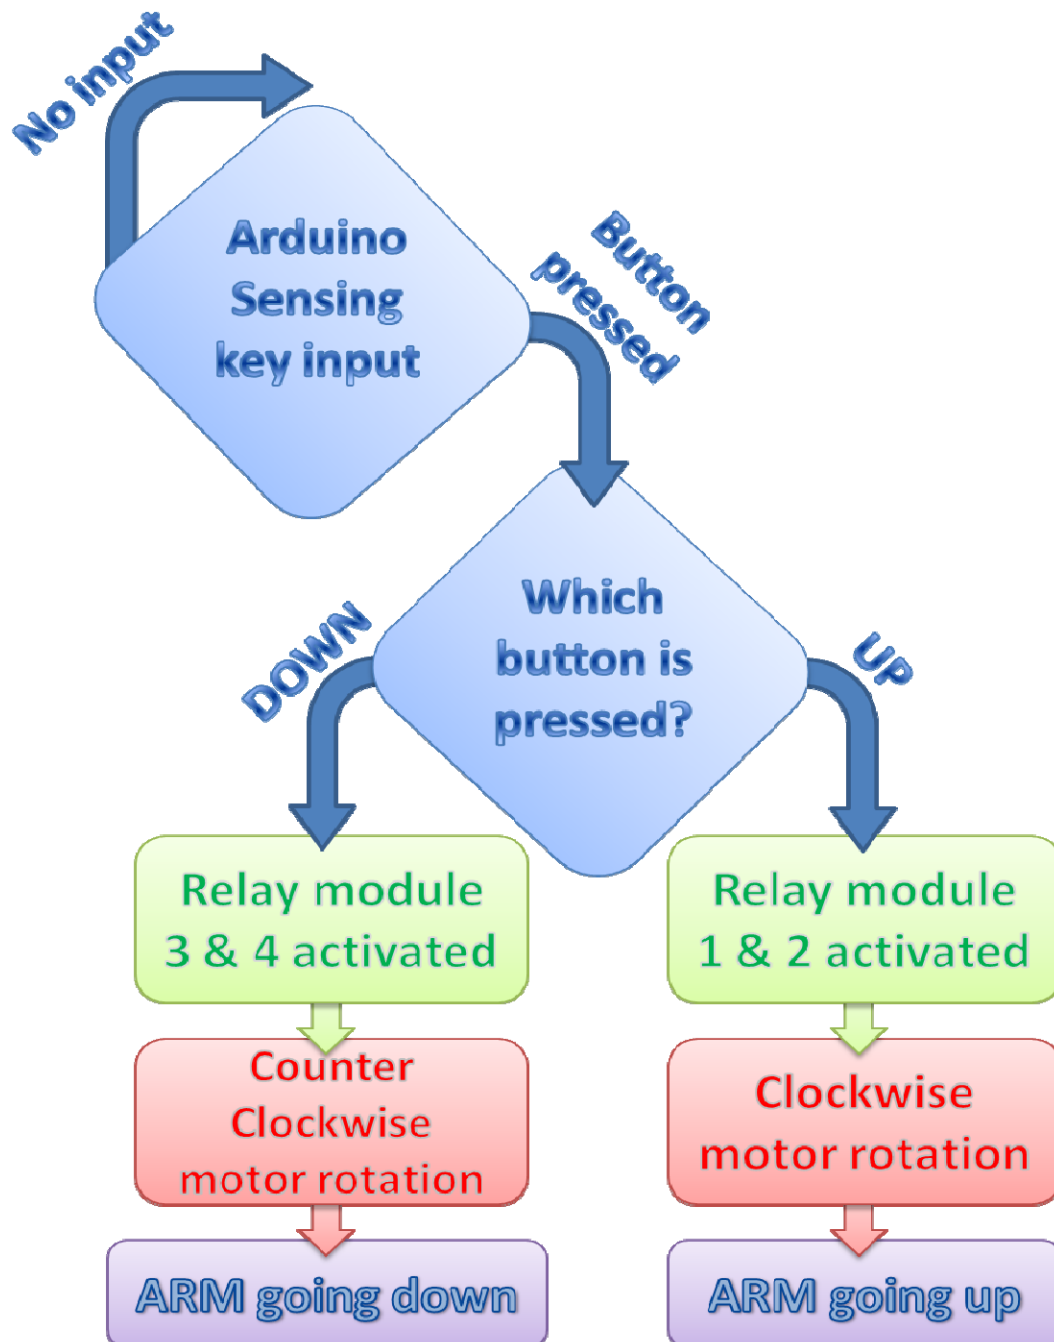 No input
Arduino
Sensing
key input
Button
pressed
Which
button is
pressed?
DOWN
UP
Relay module
3 & 4 activated
Relay module
1 & 2 activated
Counter
Clockwise
motor rotation
Clockwise
motor rotation
ARM going down
ARM going up